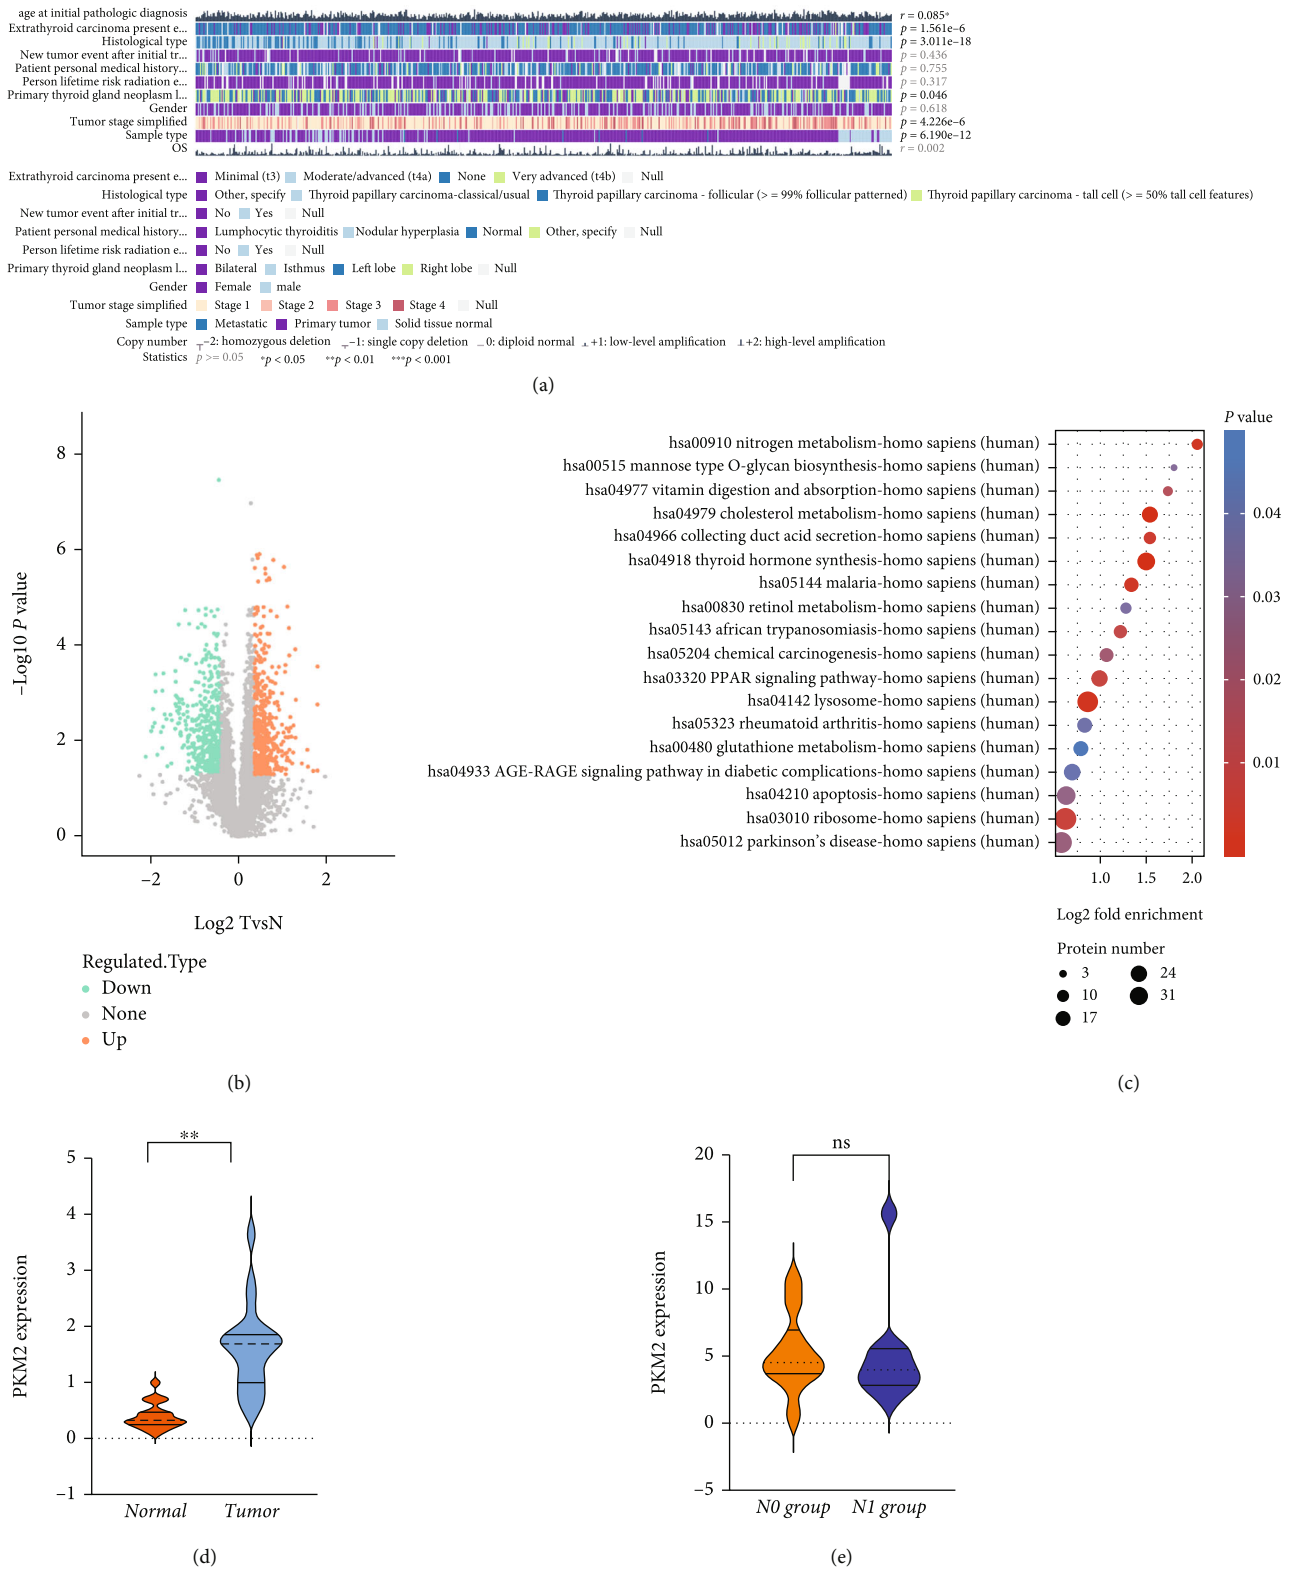 age at initial pathologic diagnosis r = 0.085*
Extrathyroid carcinoma present e... p = 1.561e–6
Histological type p = 3.011e–18
New tumor event after initial tr... p = 0.436
Patient personal medical history... p = 0.755
Person lifetime risk radiation e... p = 0.317
Primary thyroid gland neoplasm l... p = 0.046
Gender p = 0.618
Tumor stage simplified p = 4.226e–6
Sample type p = 6.190e–12
OS r = 0.002
Extrathyroid carcinoma present e... Minimal (t3) Moderate/advanced (t4a) None Very advanced (t4b) Null
Histological type Other, specify Thyroid papillary carcinoma-classical/usual Thyroid papillary carcinoma - follicular (> = 99% follicular patterned) Thyroid papillary carcinoma - tall cell (> = 50% tall cell features)
New tumor event after initial tr... No Yes Null
Patient personal medical history... Lumphocytic thyroiditis Nodular hyperplasia Normal Other, specify Null
Person lifetime risk radiation e... No Yes Null
Primary thyroid gland neoplasm l... Bilateral Isthmus Left lobe Right lobe Null
Gender Female male
Tumor stage simplified Stage 1 Stage 2 Stage 3 Stage 4 Null
Sample type Metastatic Primary tumor Solid tissue normal
Copy number –2: homozygous deletion –1: single copy deletion 0: diploid normal +1: low-level amplification +2: high-level amplification
Statistics p >= 0.05 *p < 0.05 **p < 0.01 ***p < 0.001
(a)
–Log10 P value
8
6
4
2
0
–2 0 2
Log2 TvsN
Regulated.Type
Down
None
Up
(b)
hsa00910 nitrogen metabolism-homo sapiens (human)
hsa00515 mannose type O-glycan biosynthesis-homo sapiens (human)
hsa04977 vitamin digestion and absorption-homo sapiens (human)
hsa04979 cholesterol metabolism-homo sapiens (human)
hsa04966 collecting duct acid secretion-homo sapiens (human)
hsa04918 thyroid hormone synthesis-homo sapiens (human)
hsa05144 malaria-homo sapiens (human)
hsa00830 retinol metabolism-homo sapiens (human)
hsa05143 african trypanosomiasis-homo sapiens (human)
hsa05204 chemical carcinogenesis-homo sapiens (human)
hsa03320 PPAR signaling pathway-homo sapiens (human)
hsa04142 lysosome-homo sapiens (human)
hsa05323 rheumatoid arthritis-homo sapiens (human)
hsa00480 glutathione metabolism-homo sapiens (human)
hsa04933 AGE-RAGE signaling pathway in diabetic complications-homo sapiens (human)
hsa04210 apoptosis-homo sapiens (human)
hsa03010 ribosome-homo sapiens (human)
hsa05012 parkinson's disease-homo sapiens (human)
1.0 1.5 2.0
Log2 fold enrichment
P value
0.04
0.03
0.02
0.01
Protein number
3 24
10 31
17
(c)
PKM2 expression
5
4
3
2
1
0
–1
**
Normal Tumor
(d)
PKM2 expression
20
15
10
5
0
–5
ns
N0 group N1 group
(e)